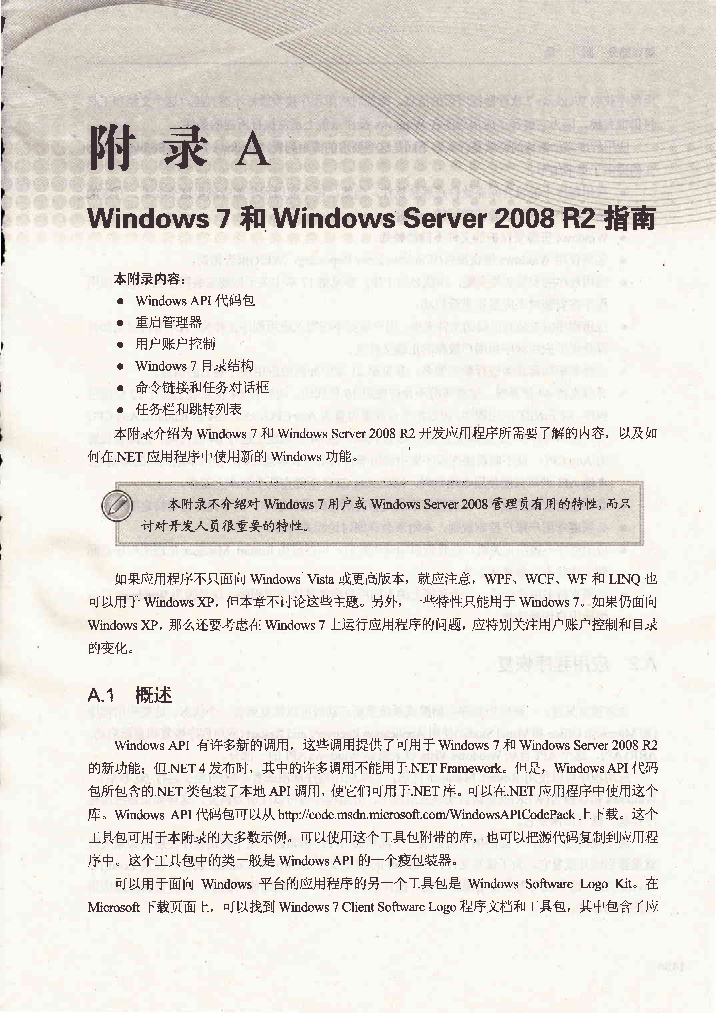 附 录 A
Windows 7 和 Windows Server 2008 R2 指南
本附录内容：
● Windows API 代码包
● 重启管理器
● 用户账户控制
● Windows 7 目录结构
● 命令链接和任务对话框
● 任务栏和跳转列表
本附录介绍为 Windows 7 和 Windows Server 2008 R2 开发应用程序所需要了解的内容，以及如
何在.NET 应用程序中使用新的 Windows 功能。
本附录不介绍对 Windows 7 用户或 Windows Server 2008 管理员有用的特性，而只
讨对开发人员很重要的特性。
如果应用程序不只面向 Windows Vista 或更高版本，就应注意，WPF、WCF、WF 和 LINQ 也
可以用于 Windows XP，但本章不讨论这些主题。另外，一些特性只能用于 Windows 7。如果仍面向
Windows XP，那么还要考虑在 Windows 7 上运行应用程序的问题，应特别关注用户账户控制和目录
的变化。
A.1 概述
Windows API 有许多新的调用，这些调用提供了可用于 Windows 7 和 Windows Server 2008 R2
的新功能；但.NET 4 发布时，其中的许多调用不能用于.NET Framework。但是，Windows API 代码
包所包含的.NET 类包装了本地 API 调用，使它们可用于.NET 库。可以在.NET 应用程序中使用这个
库。Windows API 代码包可以从 http://code.msdn.microsoft.com/WindowsAPICodePack 上下载。这个
工具包可用于本附录的大多数示例。可以使用这个工具包附带的库，也可以把源代码复制到应用程
序中。这个工具包中的类一般是 Windows API 的一个瘦包装器。
可以用于面向 Windows 平台的应用程序的另一个工具包是 Windows Software Logo Kit。在
Microsoft 下载页面上，可以找到 Windows 7 Client Software Logo 程序文档和工具包，其中包含了应